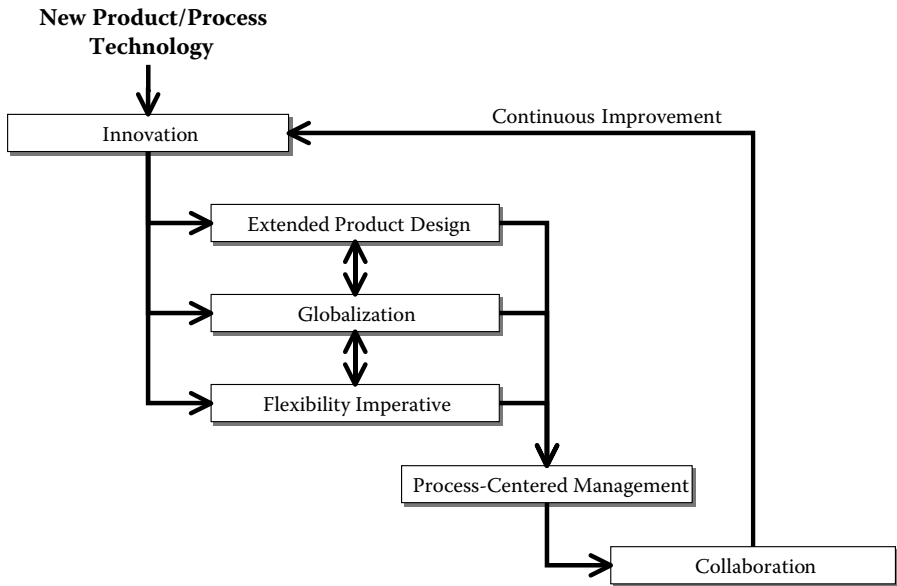 New Product/Process
Technology
Continuous Improvement
Innovation
Extended Product Design
Globalization
Flexibility Imperative
Process-Centered Management
Collaboration